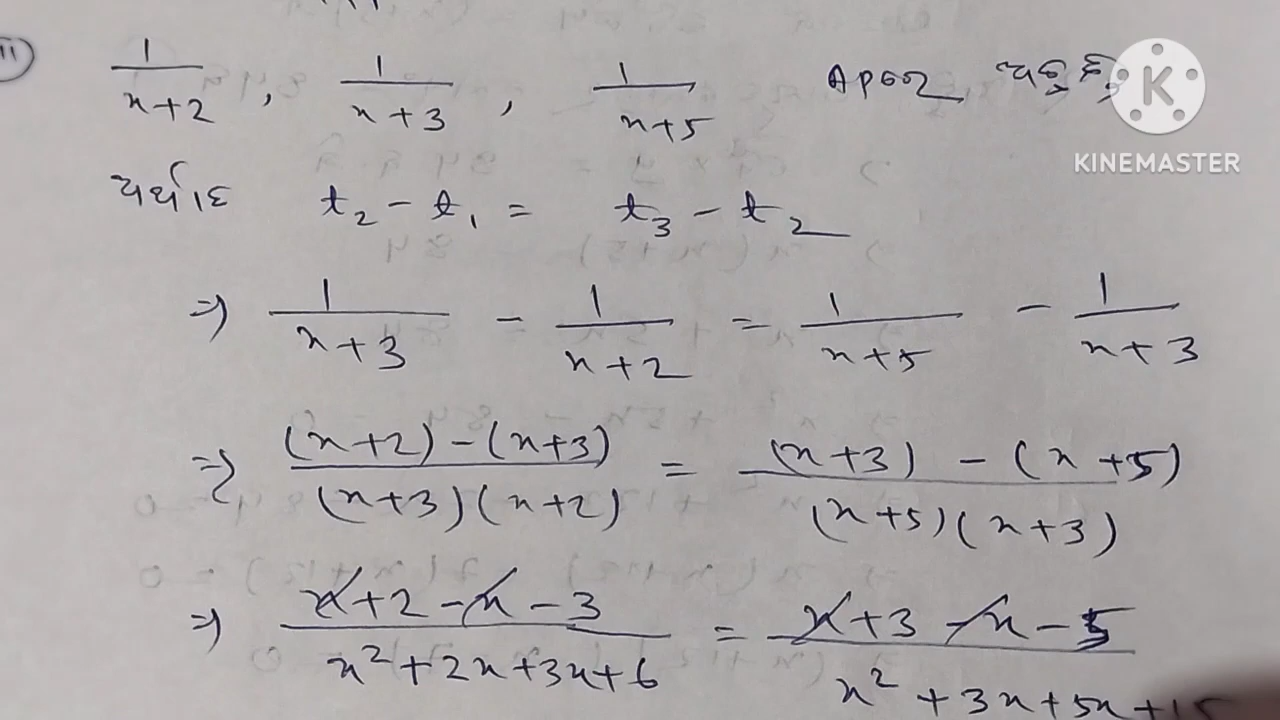 1/(x+2) , 1/(x+3) , 1/(x+5)
KINEMASTER
t₂ - t₁ = t₃ - t₂
⇒ 1/(x+3) - 1/(x+2) = 1/(x+5) - 1/(x+3)
⇒ ((x+2)-(x+3))/((x+3)(x+2)) = ((x+3) - (x+5))/((x+5)(x+3))
⇒ (x+2-x-3)/(x²+2x+3x+6) = (x+3-x-5)/(x²+3x+5x+15)